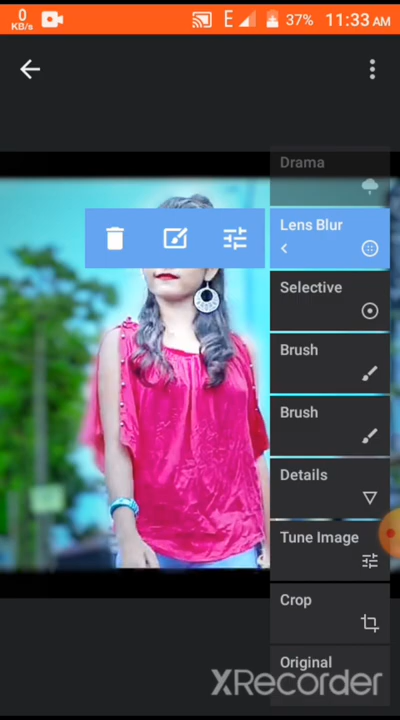 0
KB/s
E
37%
11:33 AM
Drama
Lens Blur
Selective
Brush
Brush
Details
Tune Image
Crop
Original
XRecorder